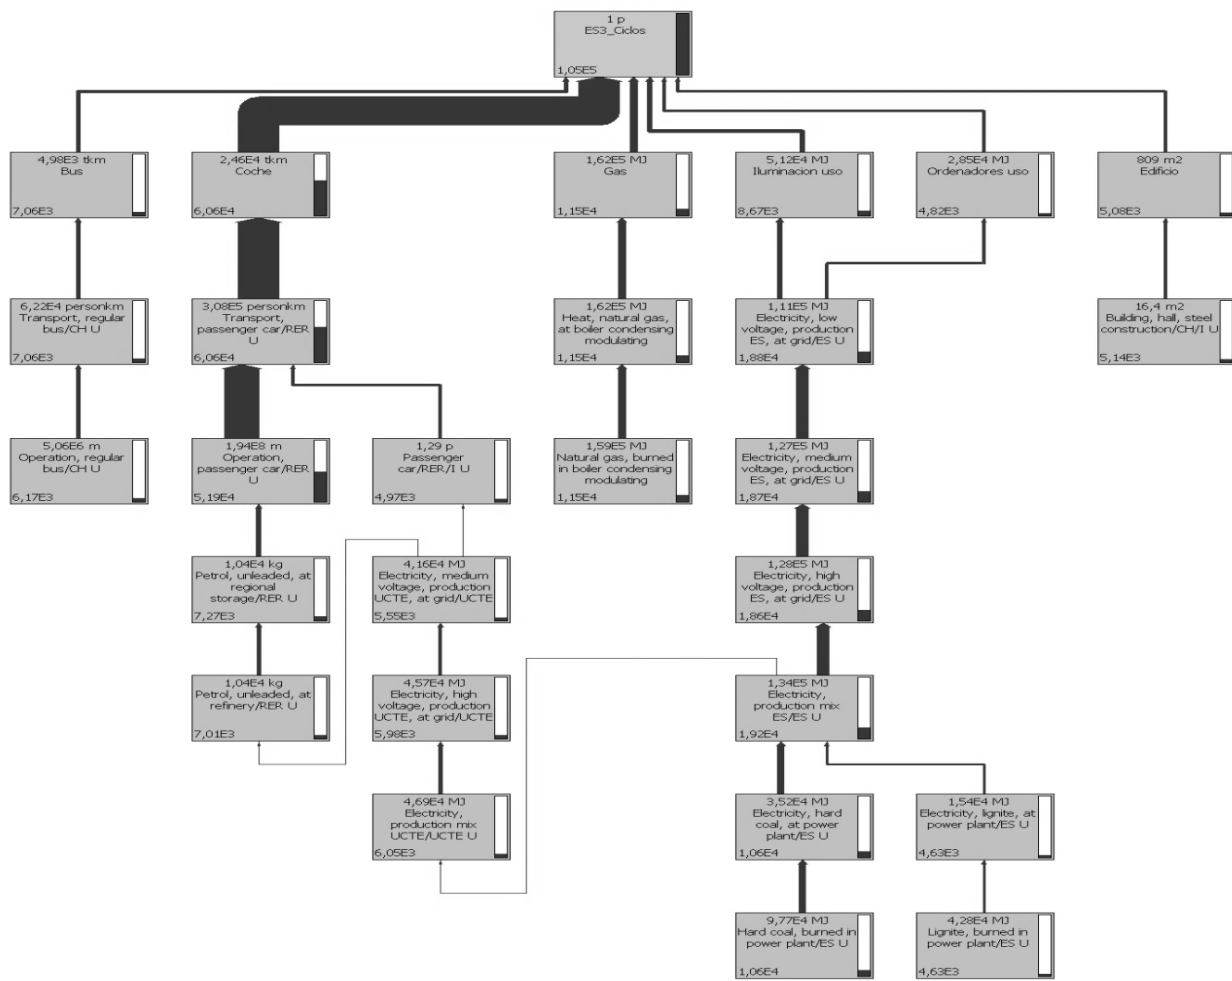 1 p
ES3_Ciclos
1,05E5
4,98E3 tkm
Bus
7,06E3
2,46E4 tkm
Coche
6,06E4
1,62E5 MJ
Gas
1,15E4
5,12E4 MJ
Iluminacion uso
8,67E3
2,85E4 MJ
Ordenadores uso
4,82E3
809 m2
Edificio
5,08E3
6,22E4 personkm
Transport, regular
bus/CH U
7,06E3
3,08E5 personkm
Transport,
passenger car/RER
U
6,06E4
1,62E5 MJ
Heat, natural gas,
at boiler condensing
modulating
1,15E4
1,11E5 MJ
Electricity, low
voltage, production
ES, at grid/ES U
1,88E4
16,4 m2
Building, hall, steel
construction/CH/I U
5,14E3
5,06E6 m
Operation, regular
bus/CH U
6,17E3
1,94E8 m
Operation,
passenger car/RER
U
5,19E4
1,29 p
Passenger
car/RER/I U
4,97E3
1,59E5 MJ
Natural gas, burned
in boiler condensing
modulating
1,15E4
1,27E5 MJ
Electricity, medium
voltage, production
ES, at grid/ES U
1,87E4
1,04E4 kg
Petrol, unleaded, at
regional
storage/RER U
7,27E3
4,16E4 MJ
Electricity, medium
voltage, production
UCTE, at grid/UCTE
5,55E3
1,28E5 MJ
Electricity, high
voltage, production
ES, at grid/ES U
1,86E4
1,04E4 kg
Petrol, unleaded, at
refinery/RER U
7,01E3
4,57E4 MJ
Electricity, high
voltage, production
UCTE, at grid/UCTE
5,98E3
1,34E5 MJ
Electricity,
production mix
ES/ES U
1,92E4
4,69E4 MJ
Electricity,
production mix
UCTE/UCTE U
6,05E3
3,52E4 MJ
Electricity, hard
coal, at power
plant/ES U
1,06E4
1,54E4 MJ
Electricity, lignite, at
power plant/ES U
4,63E3
9,77E4 MJ
Hard coal, burned in
power plant/ES U
1,06E4
4,28E4 MJ
Lignite, burned in
power plant/ES U
4,63E3